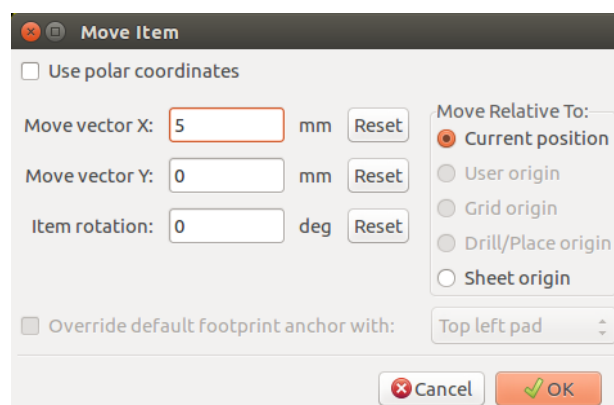 Move Item
Use polar coordinates
Move vector X: 5 mm Reset
Move vector Y: 0 mm Reset
Item rotation: 0 deg Reset
Move Relative To:
Current position
User origin
Grid origin
Drill/Place origin
Sheet origin
Override default footprint anchor with: Top left pad
Cancel OK